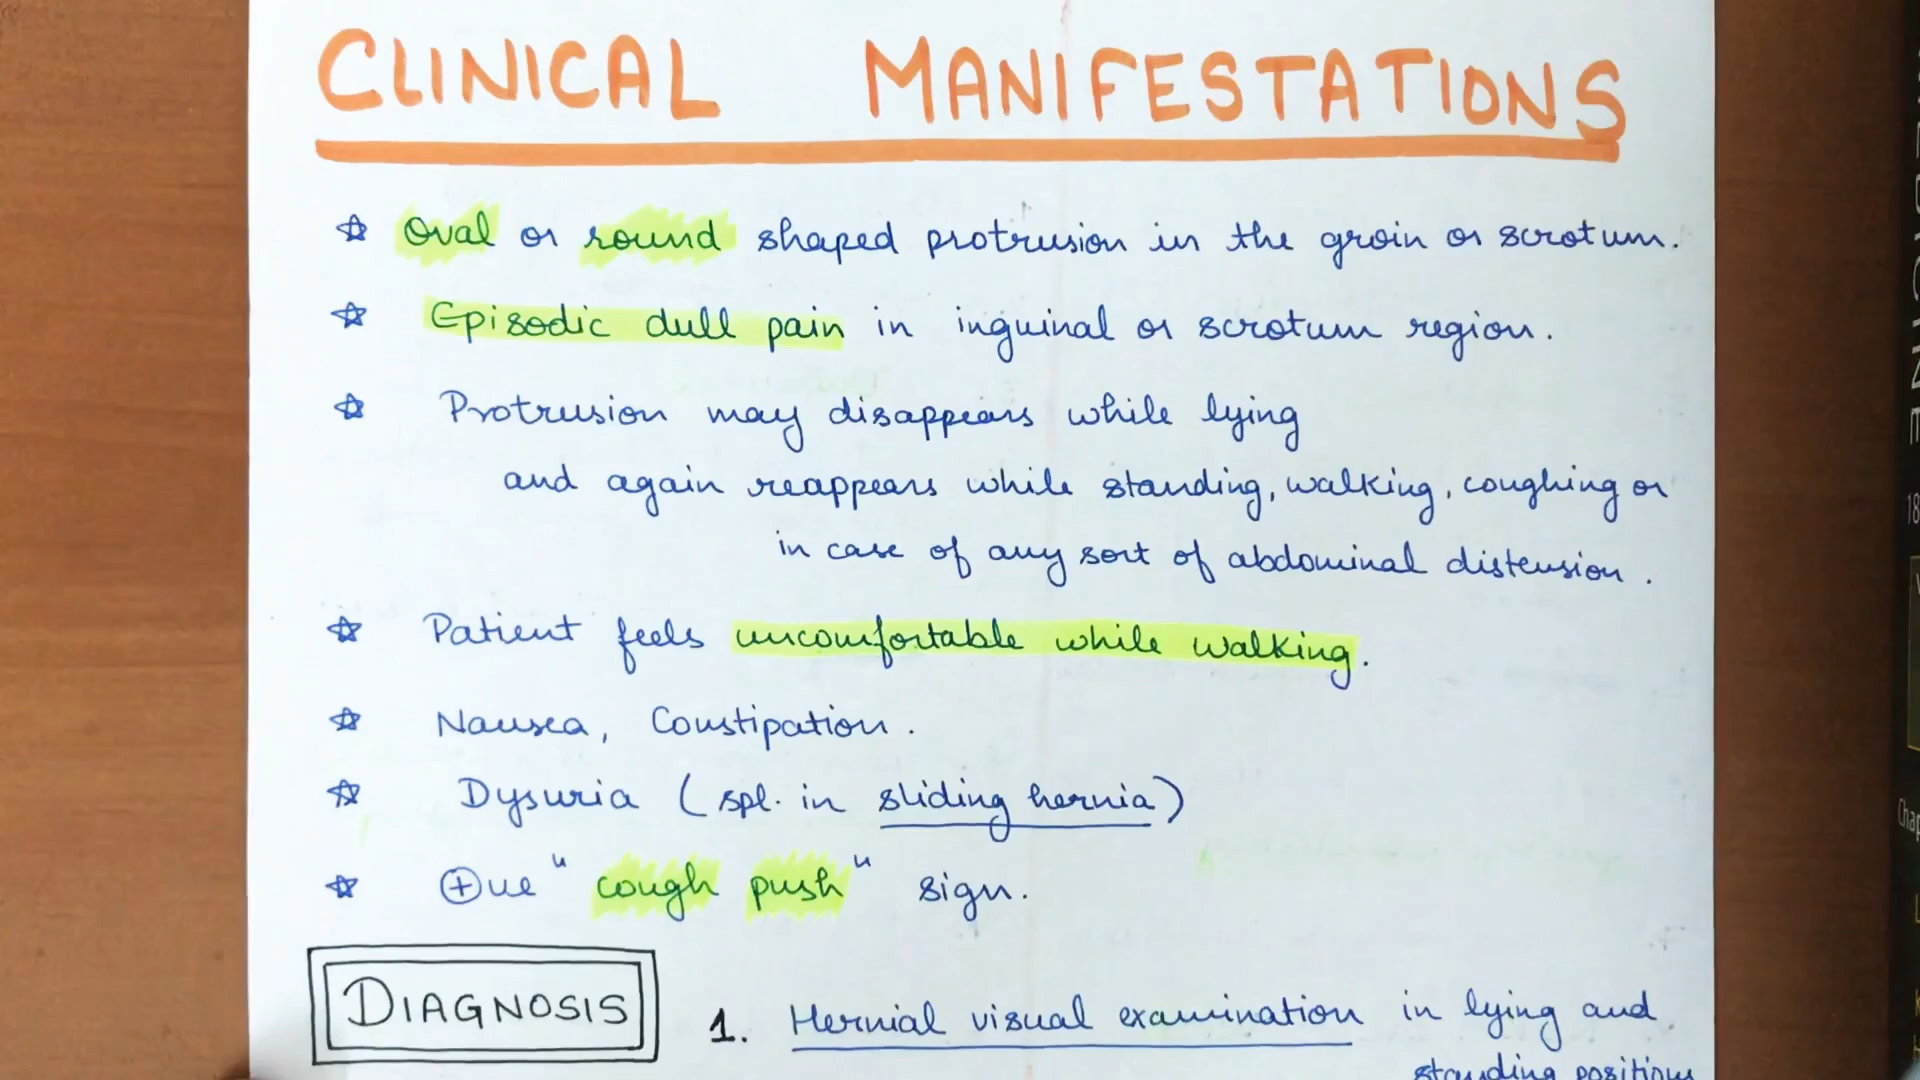 CLINICAL MANIFESTATIONS
☆ Oval or round shaped protrusion in the groin or scrotum.
☆ Episodic dull pain in inguinal or scrotum region.
☆ Protrusion may disappears while lying
and again reappears while standing, walking, coughing or
in case of any sort of abdominal distension.
☆ Patient feels uncomfortable while walking.
☆ Nausea, Constipation.
☆ Dysuria (spl. in sliding hernia)
☆ ⊕ve "cough push" sign.
DIAGNOSIS
1. Hernial visual examination in lying and
standing positions